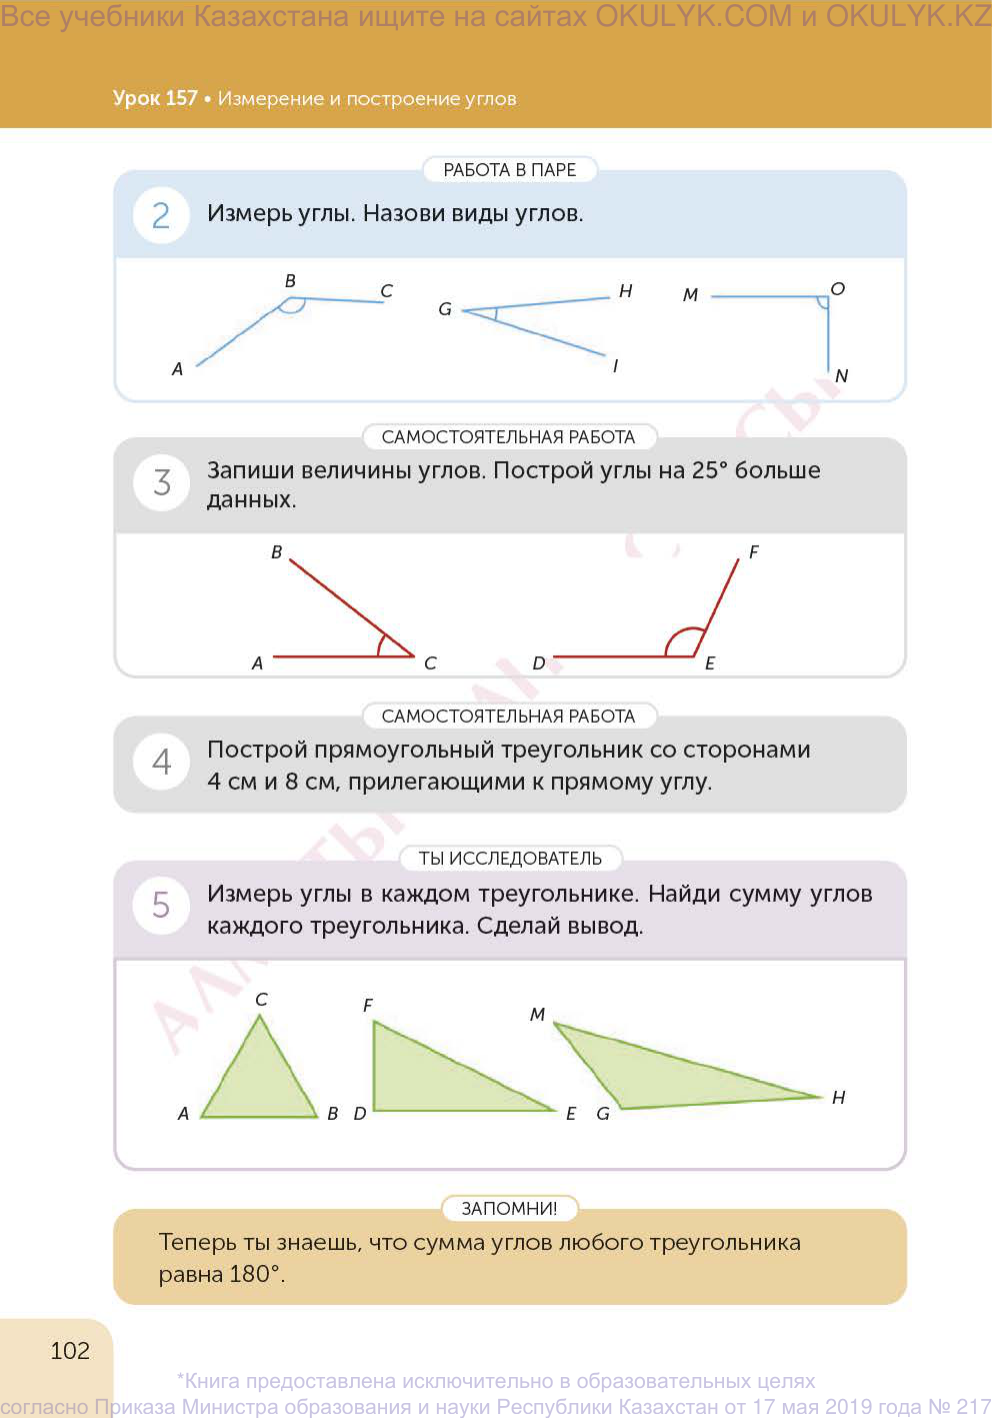 Все учебники Казахстана ищите на сайтах OKULYK.COM и OKULYK.KZ
Урок 157 • Измерение и построение углов
РАБОТА В ПАРЕ
2 Измерь углы. Назови виды углов.
B C G H M O
A I N
САМОСТОЯТЕЛЬНАЯ РАБОТА
3 Запиши величины углов. Построй углы на 25° больше
данных.
B F
A C D E
САМОСТОЯТЕЛЬНАЯ РАБОТА
4 Построй прямоугольный треугольник со сторонами
4 см и 8 см, прилегающими к прямому углу.
ТЫ ИССЛЕДОВАТЕЛЬ
5 Измерь углы в каждом треугольнике. Найди сумму углов
каждого треугольника. Сделай вывод.
C F M
H
A B D E G
ЗАПОМНИ!
Теперь ты знаешь, что сумма углов любого треугольника
равна 180°.
102
*Книга предоставлена исключительно в образовательных целях
согласно Приказа Министра образования и науки Республики Казахстан от 17 мая 2019 года № 217